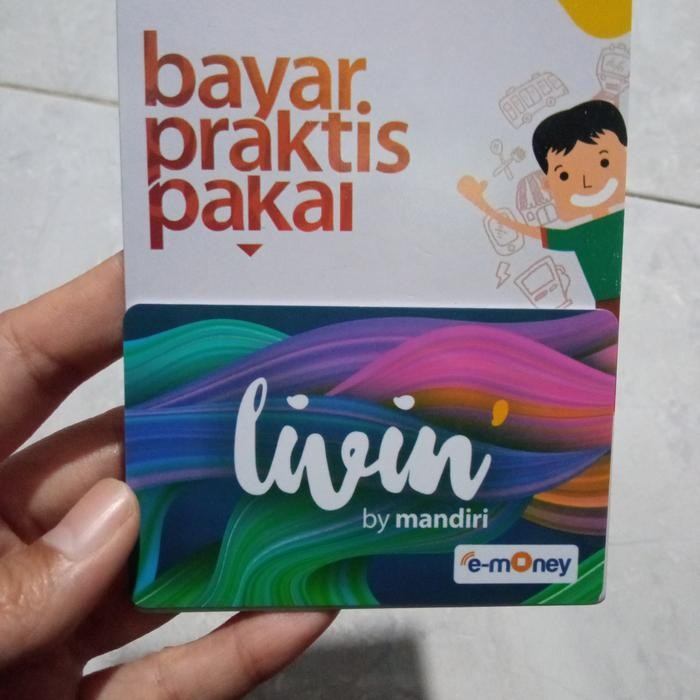 bayar
praktis
pakai
livin'
by mandiri
e-money